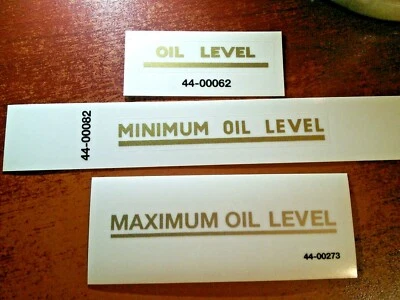 OIL LEVEL
44-00062
44-00082
MINIMUM OIL LEVEL
MAXIMUM OIL LEVEL
44-00273